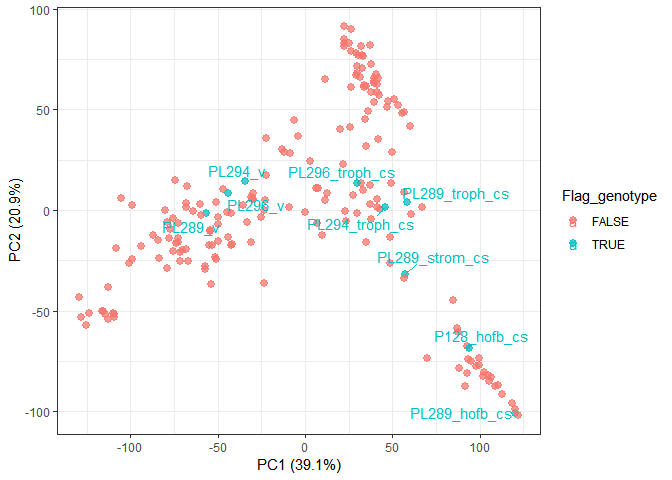 100
50
0
-50
-100
PC2 (20.9%)
PL294_v
PL296_v
PL289_v
PL296_troph_cs
PL289_troph_cs
PL294_troph_cs
PL289_strom_cs
P128_hofb_cs
PL289_hofb_cs
-100
-50
0
50
100
PC1 (39.1%)
Flag_genotype
FALSE
TRUE